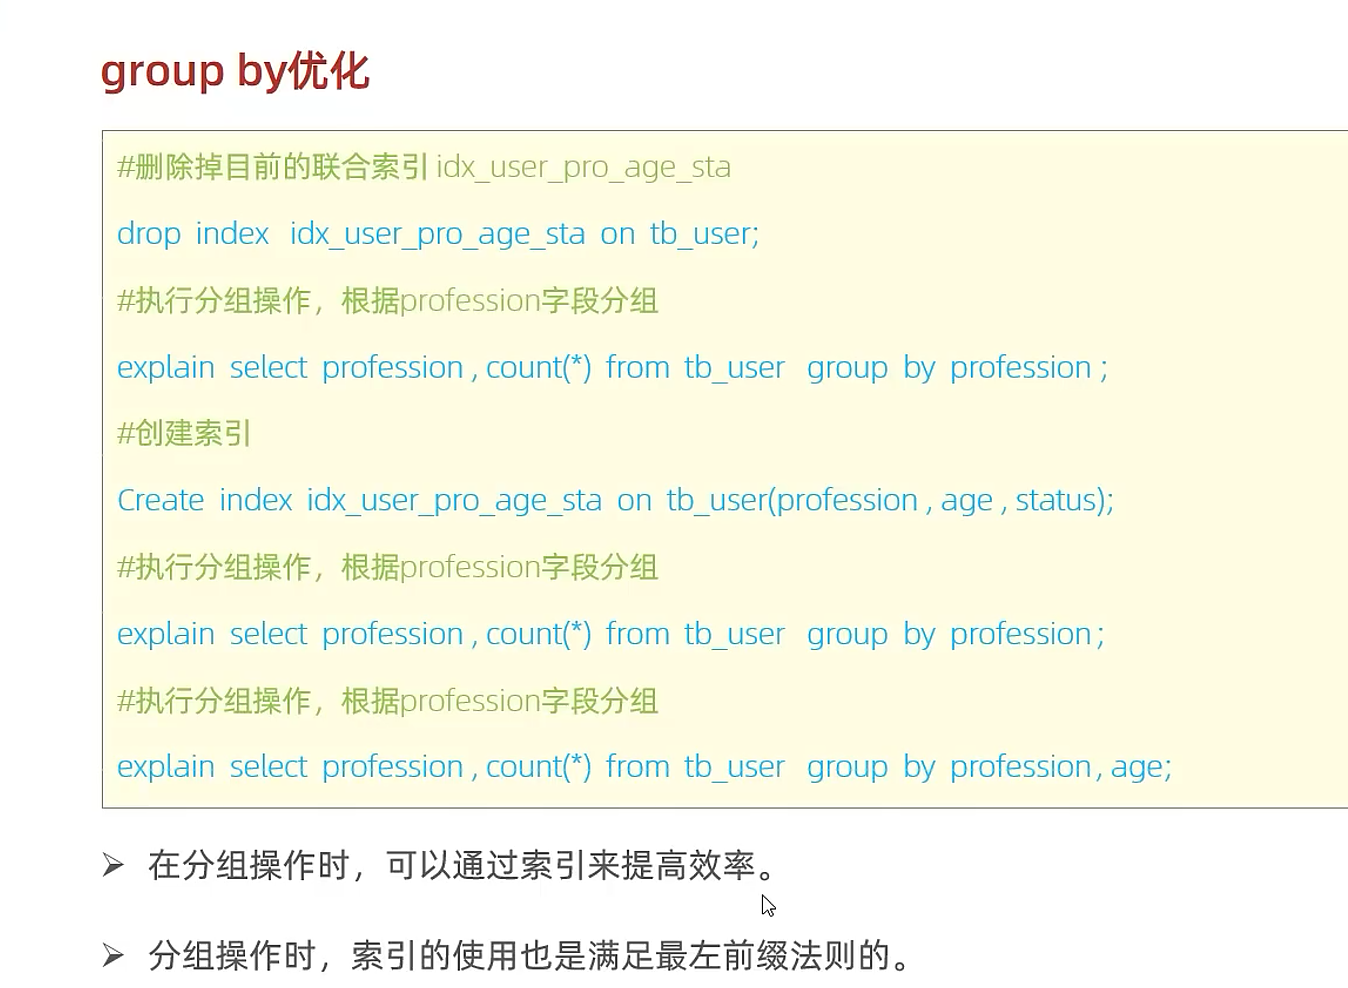 group by优化
#删除掉目前的联合索引 idx_user_pro_age_sta
drop index idx_user_pro_age_sta on tb_user;
#执行分组操作，根据profession字段分组
explain select profession , count(*) from tb_user group by profession ;
#创建索引
Create index idx_user_pro_age_sta on tb_user(profession , age , status);
#执行分组操作，根据profession字段分组
explain select profession , count(*) from tb_user group by profession ;
#执行分组操作，根据profession字段分组
explain select profession , count(*) from tb_user group by profession , age;
➢ 在分组操作时，可以通过索引来提高效率。
➢ 分组操作时，索引的使用也是满足最左前缀法则的。